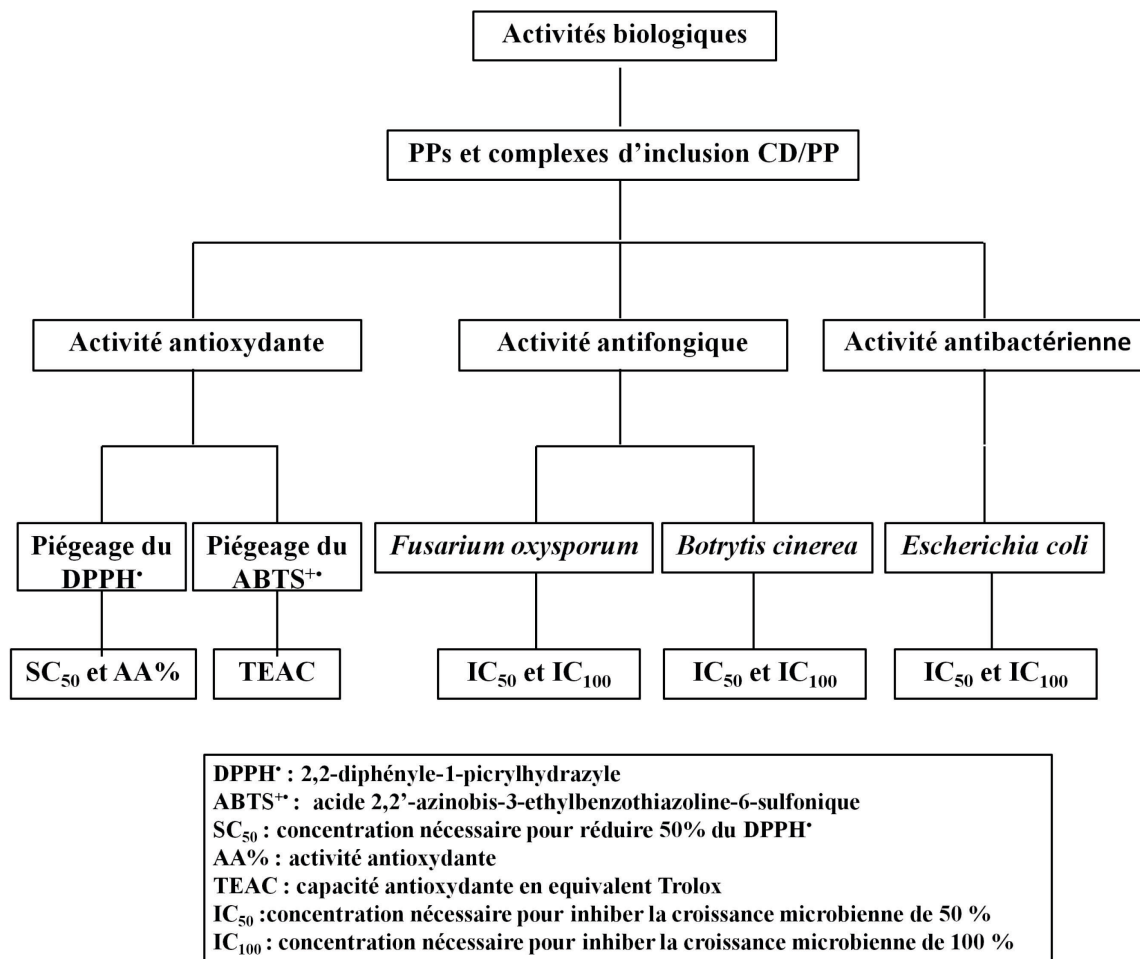 Activités biologiques
PPs et complexes d’inclusion CD/PP
Activité antioxydante
Activité antifongique
Activité antibactérienne
Piégeage du
DPPH•
Piégeage du
ABTS+•
Fusarium oxysporum
Botrytis cinerea
Escherichia coli
SC50 et AA%
TEAC
IC50 et IC100
IC50 et IC100
IC50 et IC100
DPPH• : 2,2-diphényle-1-picrylhydrazyle
ABTS+• : acide 2,2’-azinobis-3-ethylbenzothiazoline-6-sulfonique
SC50 : concentration nécessaire pour réduire 50% du DPPH•
AA% : activité antioxydante
TEAC : capacité antioxydante en equivalent Trolox
IC50 :concentration nécessaire pour inhiber la croissance microbienne de 50 %
IC100 : concentration nécessaire pour inhiber la croissance microbienne de 100 %